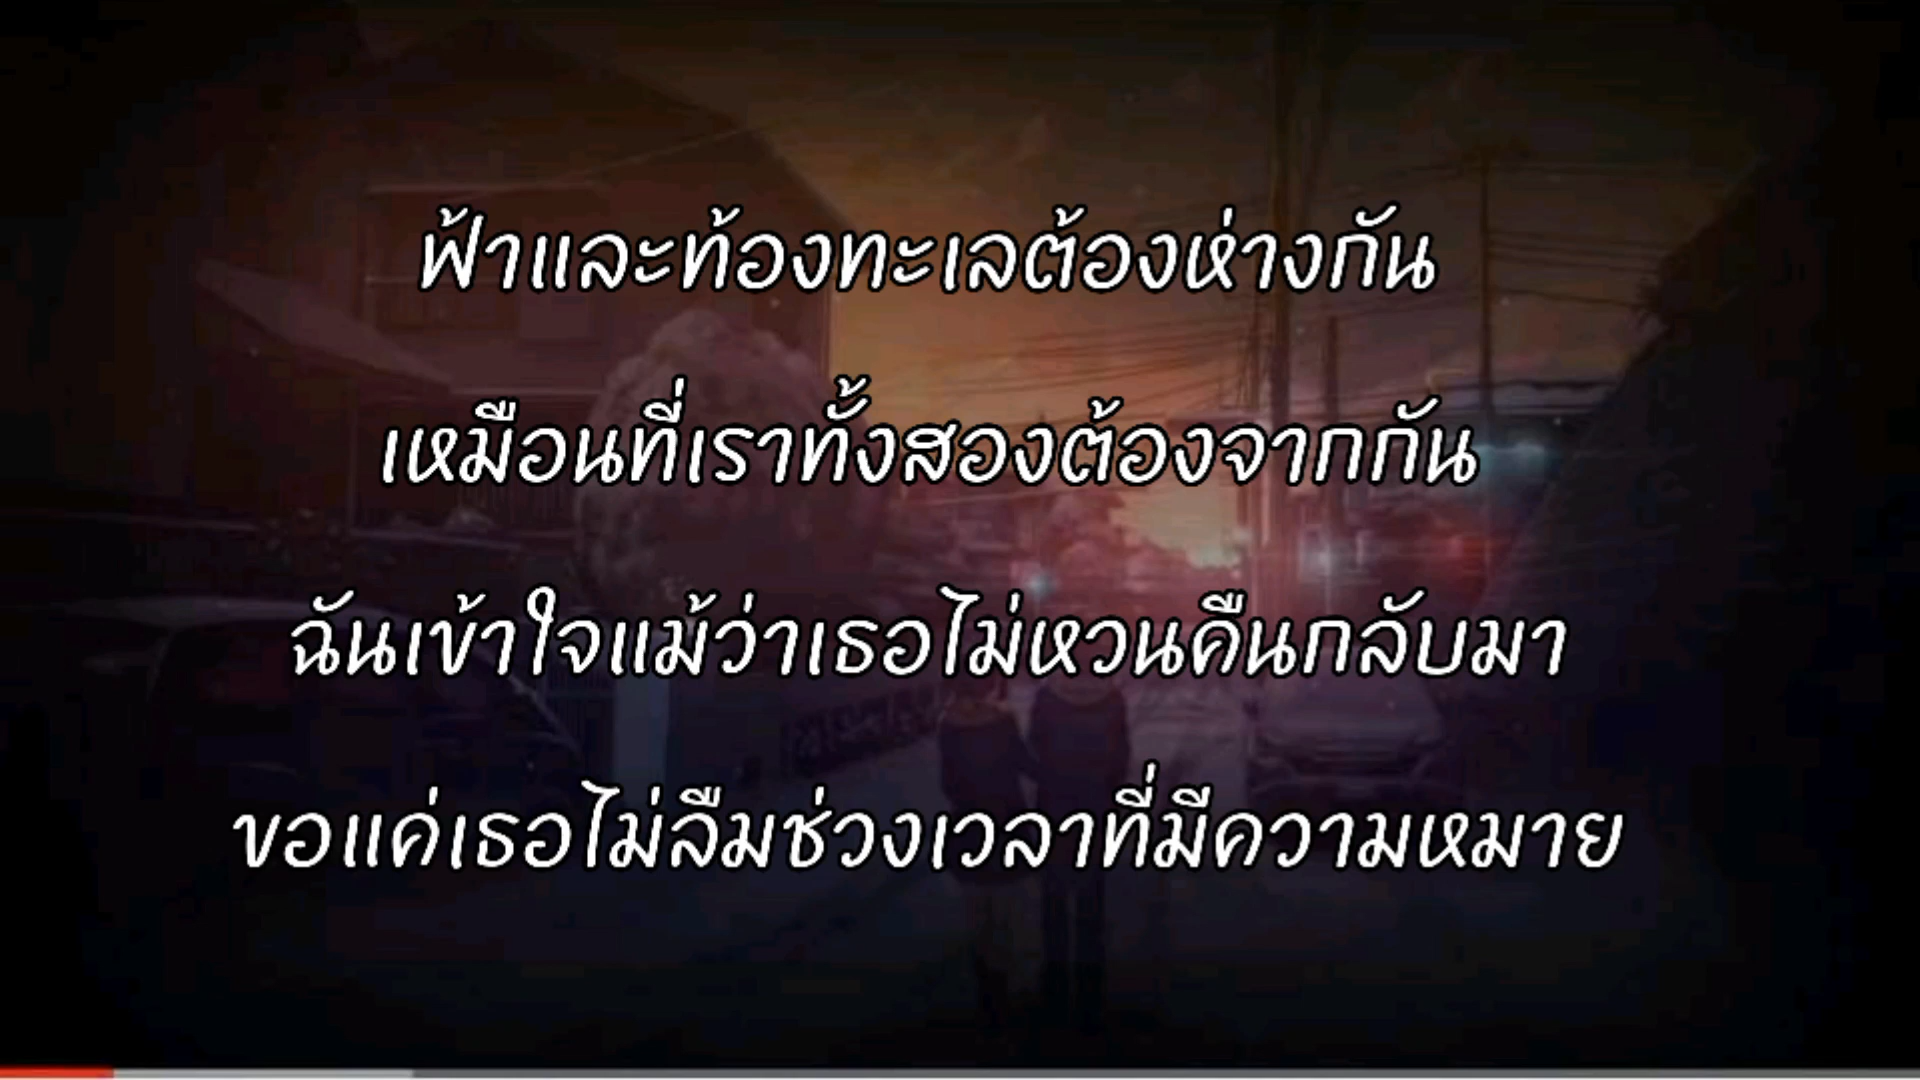 ฟ้าและท้องทะเลต้องห่างกัน
เหมือนที่เราทั้งสองต้องจากกัน
ฉันเข้าใจแม้ว่าเธอไม่หวนคืนกลับมา
ขอแค่เธอไม่ลืมช่วงเวลาที่มีความหมาย